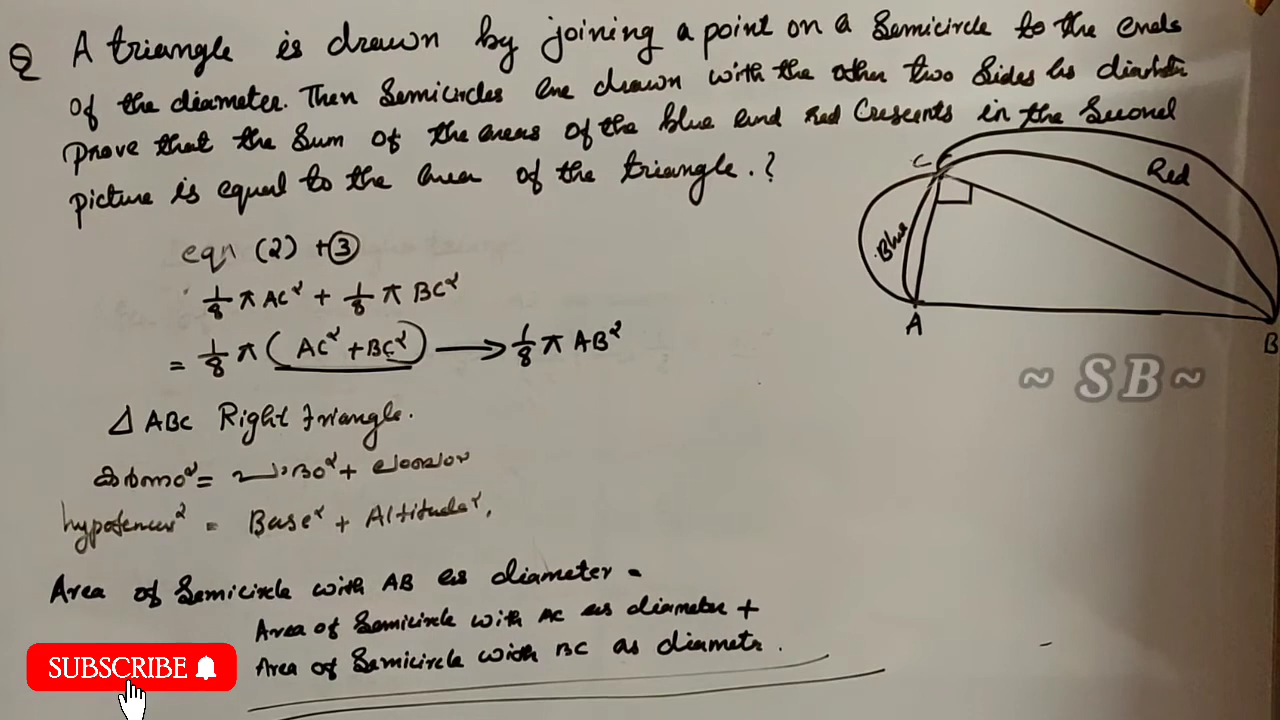 Q A triangle is drawn by joining a point on a Semicircle to the ends
of the diameter. Then Semicircles are drawn with the other two Sides as diameter
prove that the Sum of the areas of the blue and red Crescents in the Second
picture is equal to the area of the triangle.?
eqn (2) + ③
1/8 π AC² + 1/8 π BC²
= 1/8 π (AC² + BC²) → 1/8 π AB²
Δ ABC Right triangle.
hypotenus² = Base² + Altitude²,
Area of Semicircle with AB as diameter =
Area of Semicircle with AC as diameter +
Area of Semicircle with BC as diametr.
C
Red
Blue
A
B
~ SB ~
SUBSCRIBE